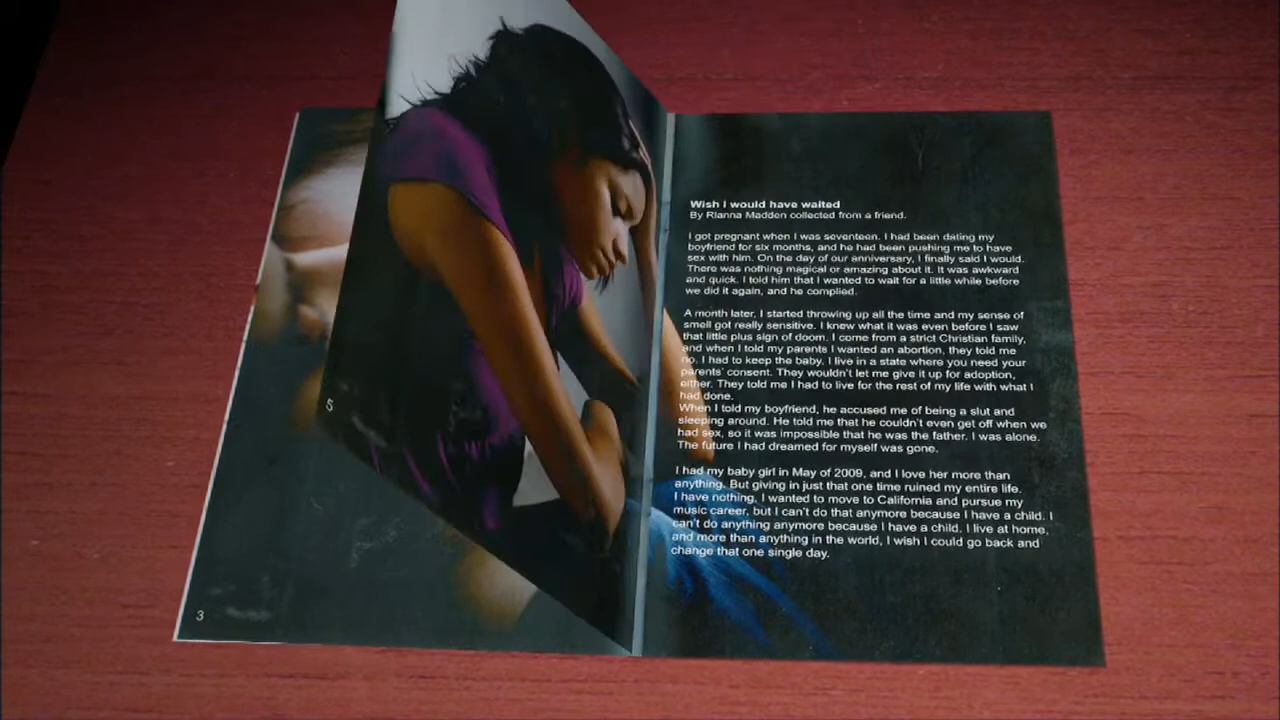 Wish I would have waited
By Rianna Madden collected from a friend.
I got pregnant when I was seventeen. I had been dating my
boyfriend for six months, and he had been pushing me to have
sex with him. On the day of our anniversary, I finally said I would.
There was nothing magical or amazing about it. It was awkward
and quick. I told him that I wanted to wait for a little while before
we did it again, and he complied.
A month later, I started throwing up all the time and my sense of
smell got really sensitive. I knew what it was even before I saw
that little plus sign of doom. I come from a strict Christian family,
and when I told my parents I wanted an abortion, they told me
no, I had to keep the baby. I live in a state where you need your
parents' consent. They wouldn't let me give it up for adoption,
either. They told me I had to live for the rest of my life with what I
had done.
When I told my boyfriend, he accused me of being a slut and
sleeping around. He told me that he couldn't even get off when we
had sex, so it was impossible that he was the father. I was alone.
The future I had dreamed for myself was gone.
I had my baby girl in May of 2009, and I love her more than
anything. But giving in just that one time ruined my entire life.
I have nothing. I wanted to move to California and pursue my
music career, but I can't do that anymore because I have a child. I
can't do anything anymore because I have a child. I live at home,
and more than anything in the world, I wish I could go back and
change that one single day.
5
3